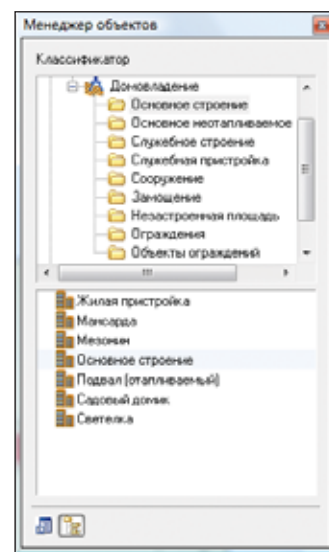 Менеджер объектов
Классификатор
Домовладение
Основное строение
Основное неотапливаемое
Служебное строение
Служебная пристройка
Сооружение
Замощение
Незастроенная площадь
Ограждения
Объекты ограждений
Жилая пристройка
Мансарда
Мезонин
Основное строение
Подвал (отапливаемый)
Садовый домик
Светелка